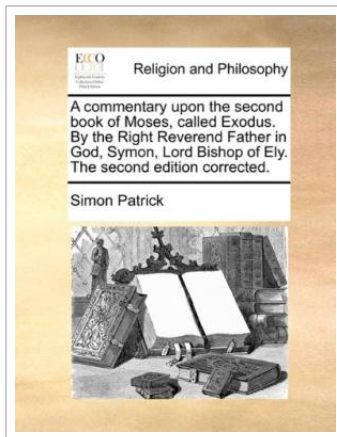 ECCO
Religion and Philosophy
A commentary upon the second
book of Moses, called Exodus.
By the Right Reverend Father in
God, Symon, Lord Bishop of Ely.
The second edition corrected.
Simon Patrick